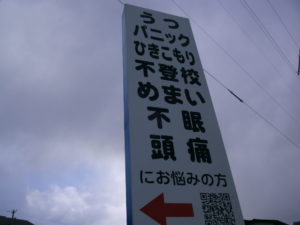 うつ
パニック
ひきこもり
不登校
めまい
不眠
頭痛
にお悩みの方